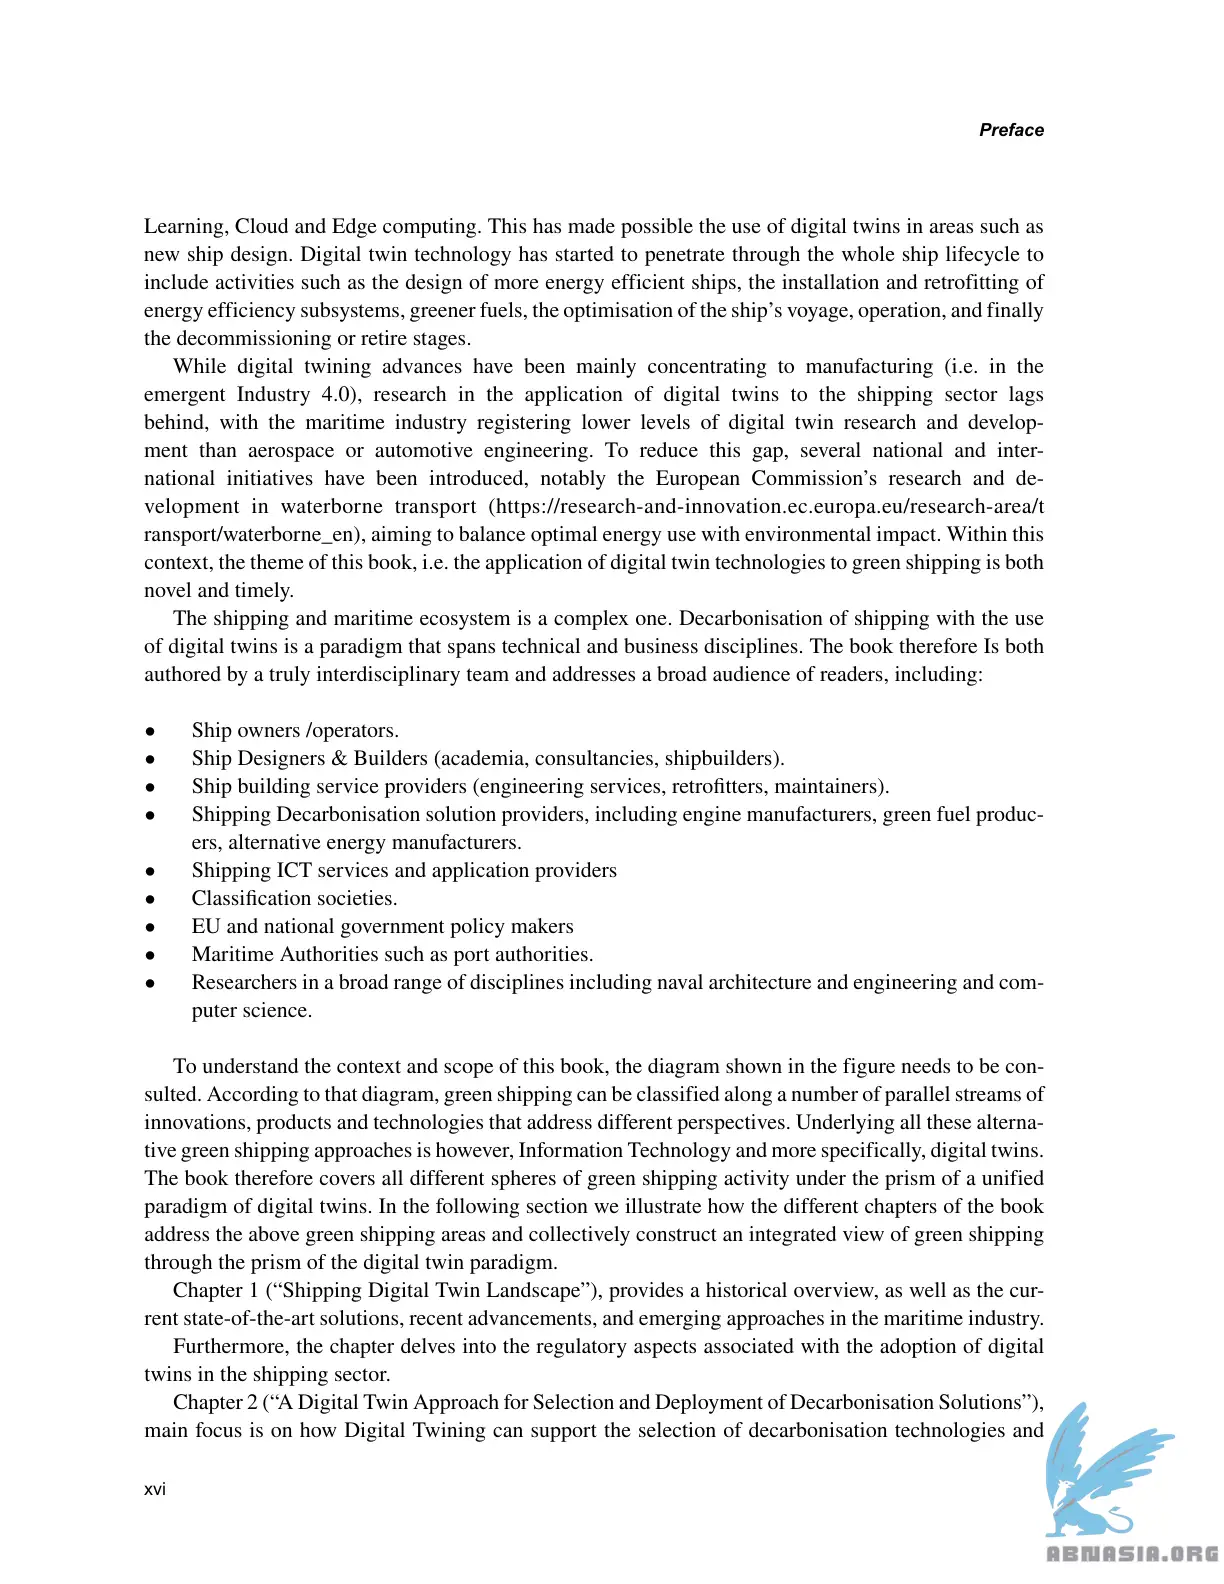 Preface
Learning, Cloud and Edge computing. This has made possible the use of digital twins in areas such as
new ship design. Digital twin technology has started to penetrate through the whole ship lifecycle to
include activities such as the design of more energy efficient ships, the installation and retrofitting of
energy efficiency subsystems, greener fuels, the optimisation of the ship’s voyage, operation, and finally
the decommissioning or retire stages.
While digital twining advances have been mainly concentrating to manufacturing (i.e. in the
emergent Industry 4.0), research in the application of digital twins to the shipping sector lags
behind, with the maritime industry registering lower levels of digital twin research and develop-
ment than aerospace or automotive engineering. To reduce this gap, several national and inter-
national initiatives have been introduced, notably the European Commission’s research and de-
velopment in waterborne transport (https://research-and-innovation.ec.europa.eu/research-area/t
ransport/waterborne_en), aiming to balance optimal energy use with environmental impact. Within this
context, the theme of this book, i.e. the application of digital twin technologies to green shipping is both
novel and timely.
The shipping and maritime ecosystem is a complex one. Decarbonisation of shipping with the use
of digital twins is a paradigm that spans technical and business disciplines. The book therefore Is both
authored by a truly interdisciplinary team and addresses a broad audience of readers, including:
● Ship owners /operators.
● Ship Designers & Builders (academia, consultancies, shipbuilders).
● Ship building service providers (engineering services, retrofitters, maintainers).
● Shipping Decarbonisation solution providers, including engine manufacturers, green fuel produc-
ers, alternative energy manufacturers.
● Shipping ICT services and application providers
● Classification societies.
● EU and national government policy makers
● Maritime Authorities such as port authorities.
● Researchers in a broad range of disciplines including naval architecture and engineering and com-
puter science.
To understand the context and scope of this book, the diagram shown in the figure needs to be con-
sulted. According to that diagram, green shipping can be classified along a number of parallel streams of
innovations, products and technologies that address different perspectives. Underlying all these alterna-
tive green shipping approaches is however, Information Technology and more specifically, digital twins.
The book therefore covers all different spheres of green shipping activity under the prism of a unified
paradigm of digital twins. In the following section we illustrate how the different chapters of the book
address the above green shipping areas and collectively construct an integrated view of green shipping
through the prism of the digital twin paradigm.
Chapter 1 (“Shipping Digital Twin Landscape”), provides a historical overview, as well as the cur-
rent state-of-the-art solutions, recent advancements, and emerging approaches in the maritime industry.
Furthermore, the chapter delves into the regulatory aspects associated with the adoption of digital
twins in the shipping sector.
Chapter 2 (“A Digital Twin Approach for Selection and Deployment of Decarbonisation Solutions”),
main focus is on how Digital Twining can support the selection of decarbonisation technologies and
xvi
ABNASIA.ORG